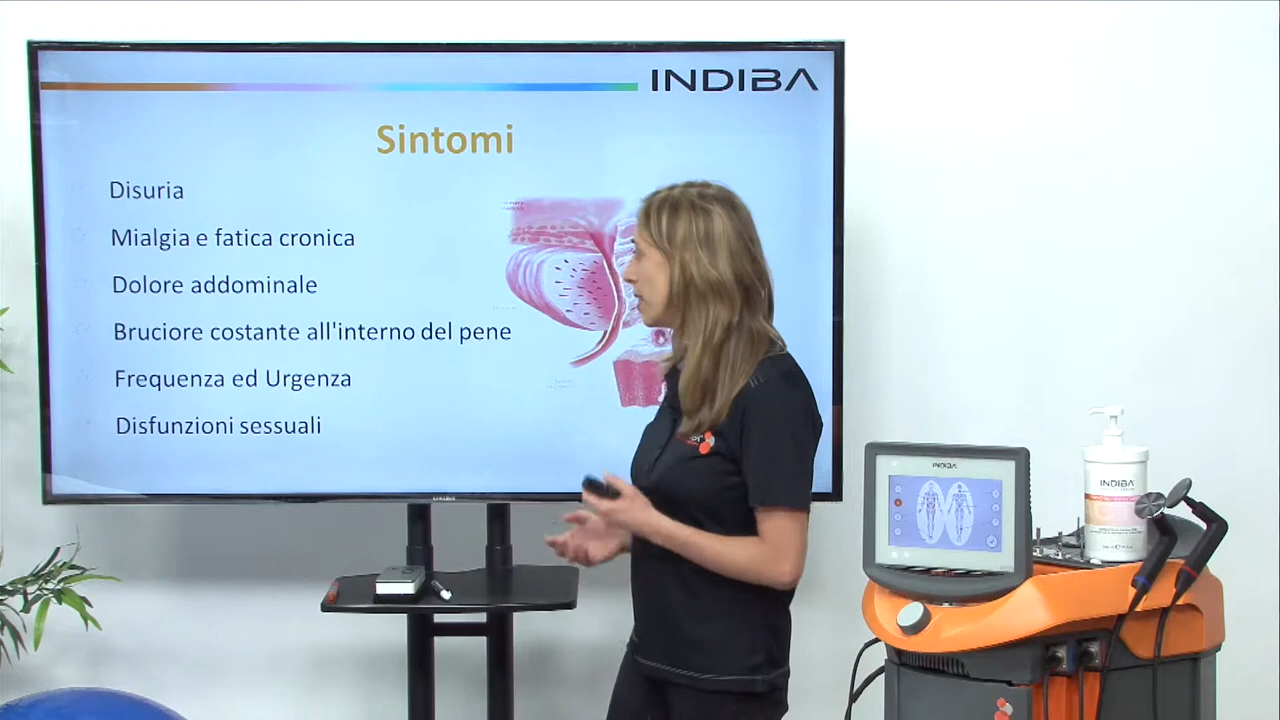 INDIBA
Sintomi
Disuria
Mialgia e fatica cronica
Dolore addominale
Bruciore costante all'interno del pene
Frequenza ed Urgenza
Disfunzioni sessuali
INDIBA
INDIBA